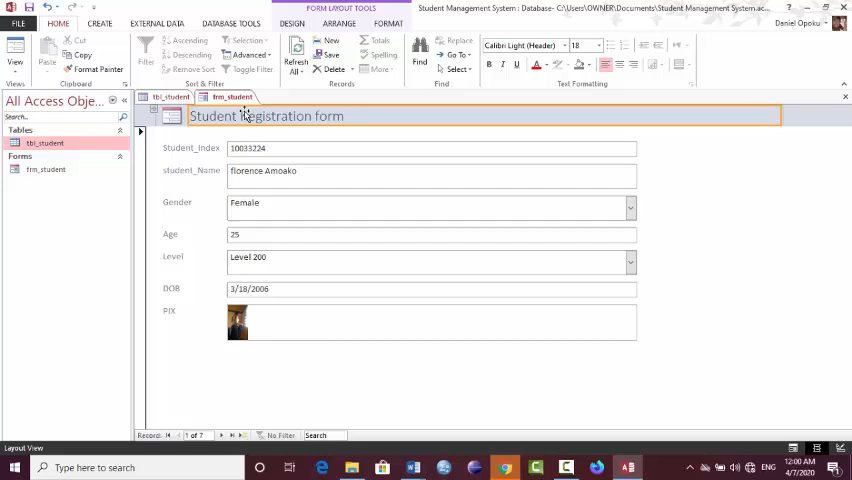 FORM LAYOUT TOOLS
Student Management System : Database- C:\Users\OWNER\Documents\Student Management System.ac...
FILE HOME CREATE EXTERNAL DATA DATABASE TOOLS DESIGN ARRANGE FORMAT
Daniel Opoku
View
Paste
Cut
Copy
Format Painter
Filter
Ascending
Descending
Remove Sort
Selection
Advanced
Toggle Filter
Refresh All
New
Save
Delete
Totals
Spelling
More
Find
Replace
Go To
Select
Calibri Light (Header) 18
B I U A
Views Clipboard Sort & Filter Records Find Text Formatting
All Access Obje...
Search...
Tables
tbl_student
Forms
frm_student
tbl_student frm_student
Student Registration form
Student_Index 10033224
student_Name florence Amoako
Gender Female
Age 25
Level Level 200
DOB 3/18/2006
PIX
Record: 1 of 7 No Filter Search
Layout View
Type here to search
ENG
12:00 AM
4/7/2020